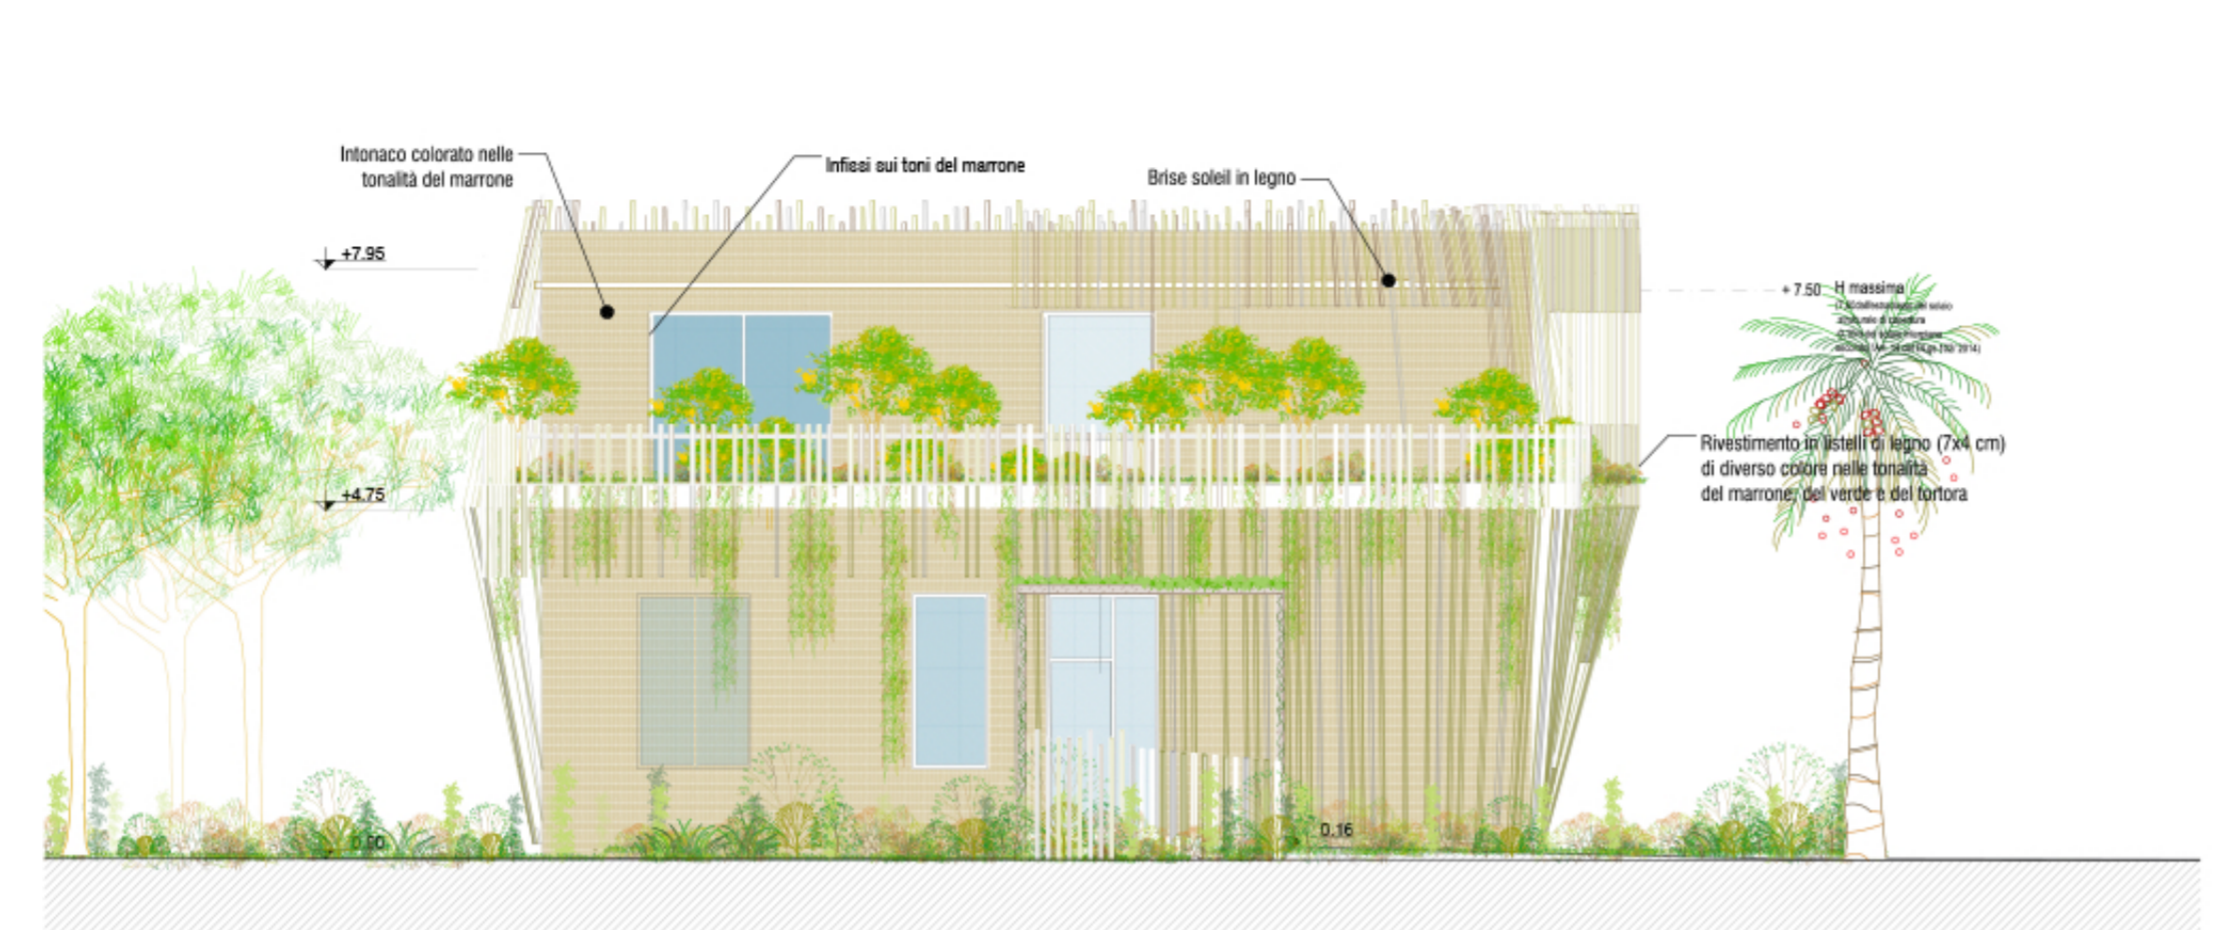 Intonaco colorato nelle
tonalità del marrone
Infissi sui toni del marrone
Brise soleil in legno
+7.95
+7.50 H massima
+4.75
Rivestimento in listelli di legno (7x4 cm)
di diverso colore nelle tonalità
del marrone, del verde e del tortora
0.00
0.16